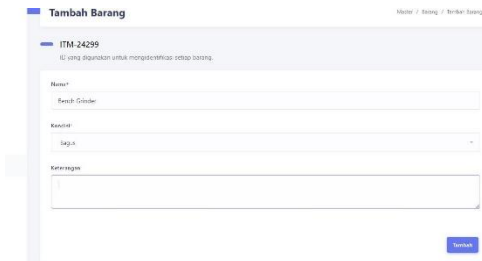 Tambah Barang
Master / Barang / Tambah Barang
ITM-24299
ID yang digunakan untuk mengidentifikasi setiap barang.
Nama*
Bench Grinder
Kondisi*
Bagus
Keterangan
Tambah